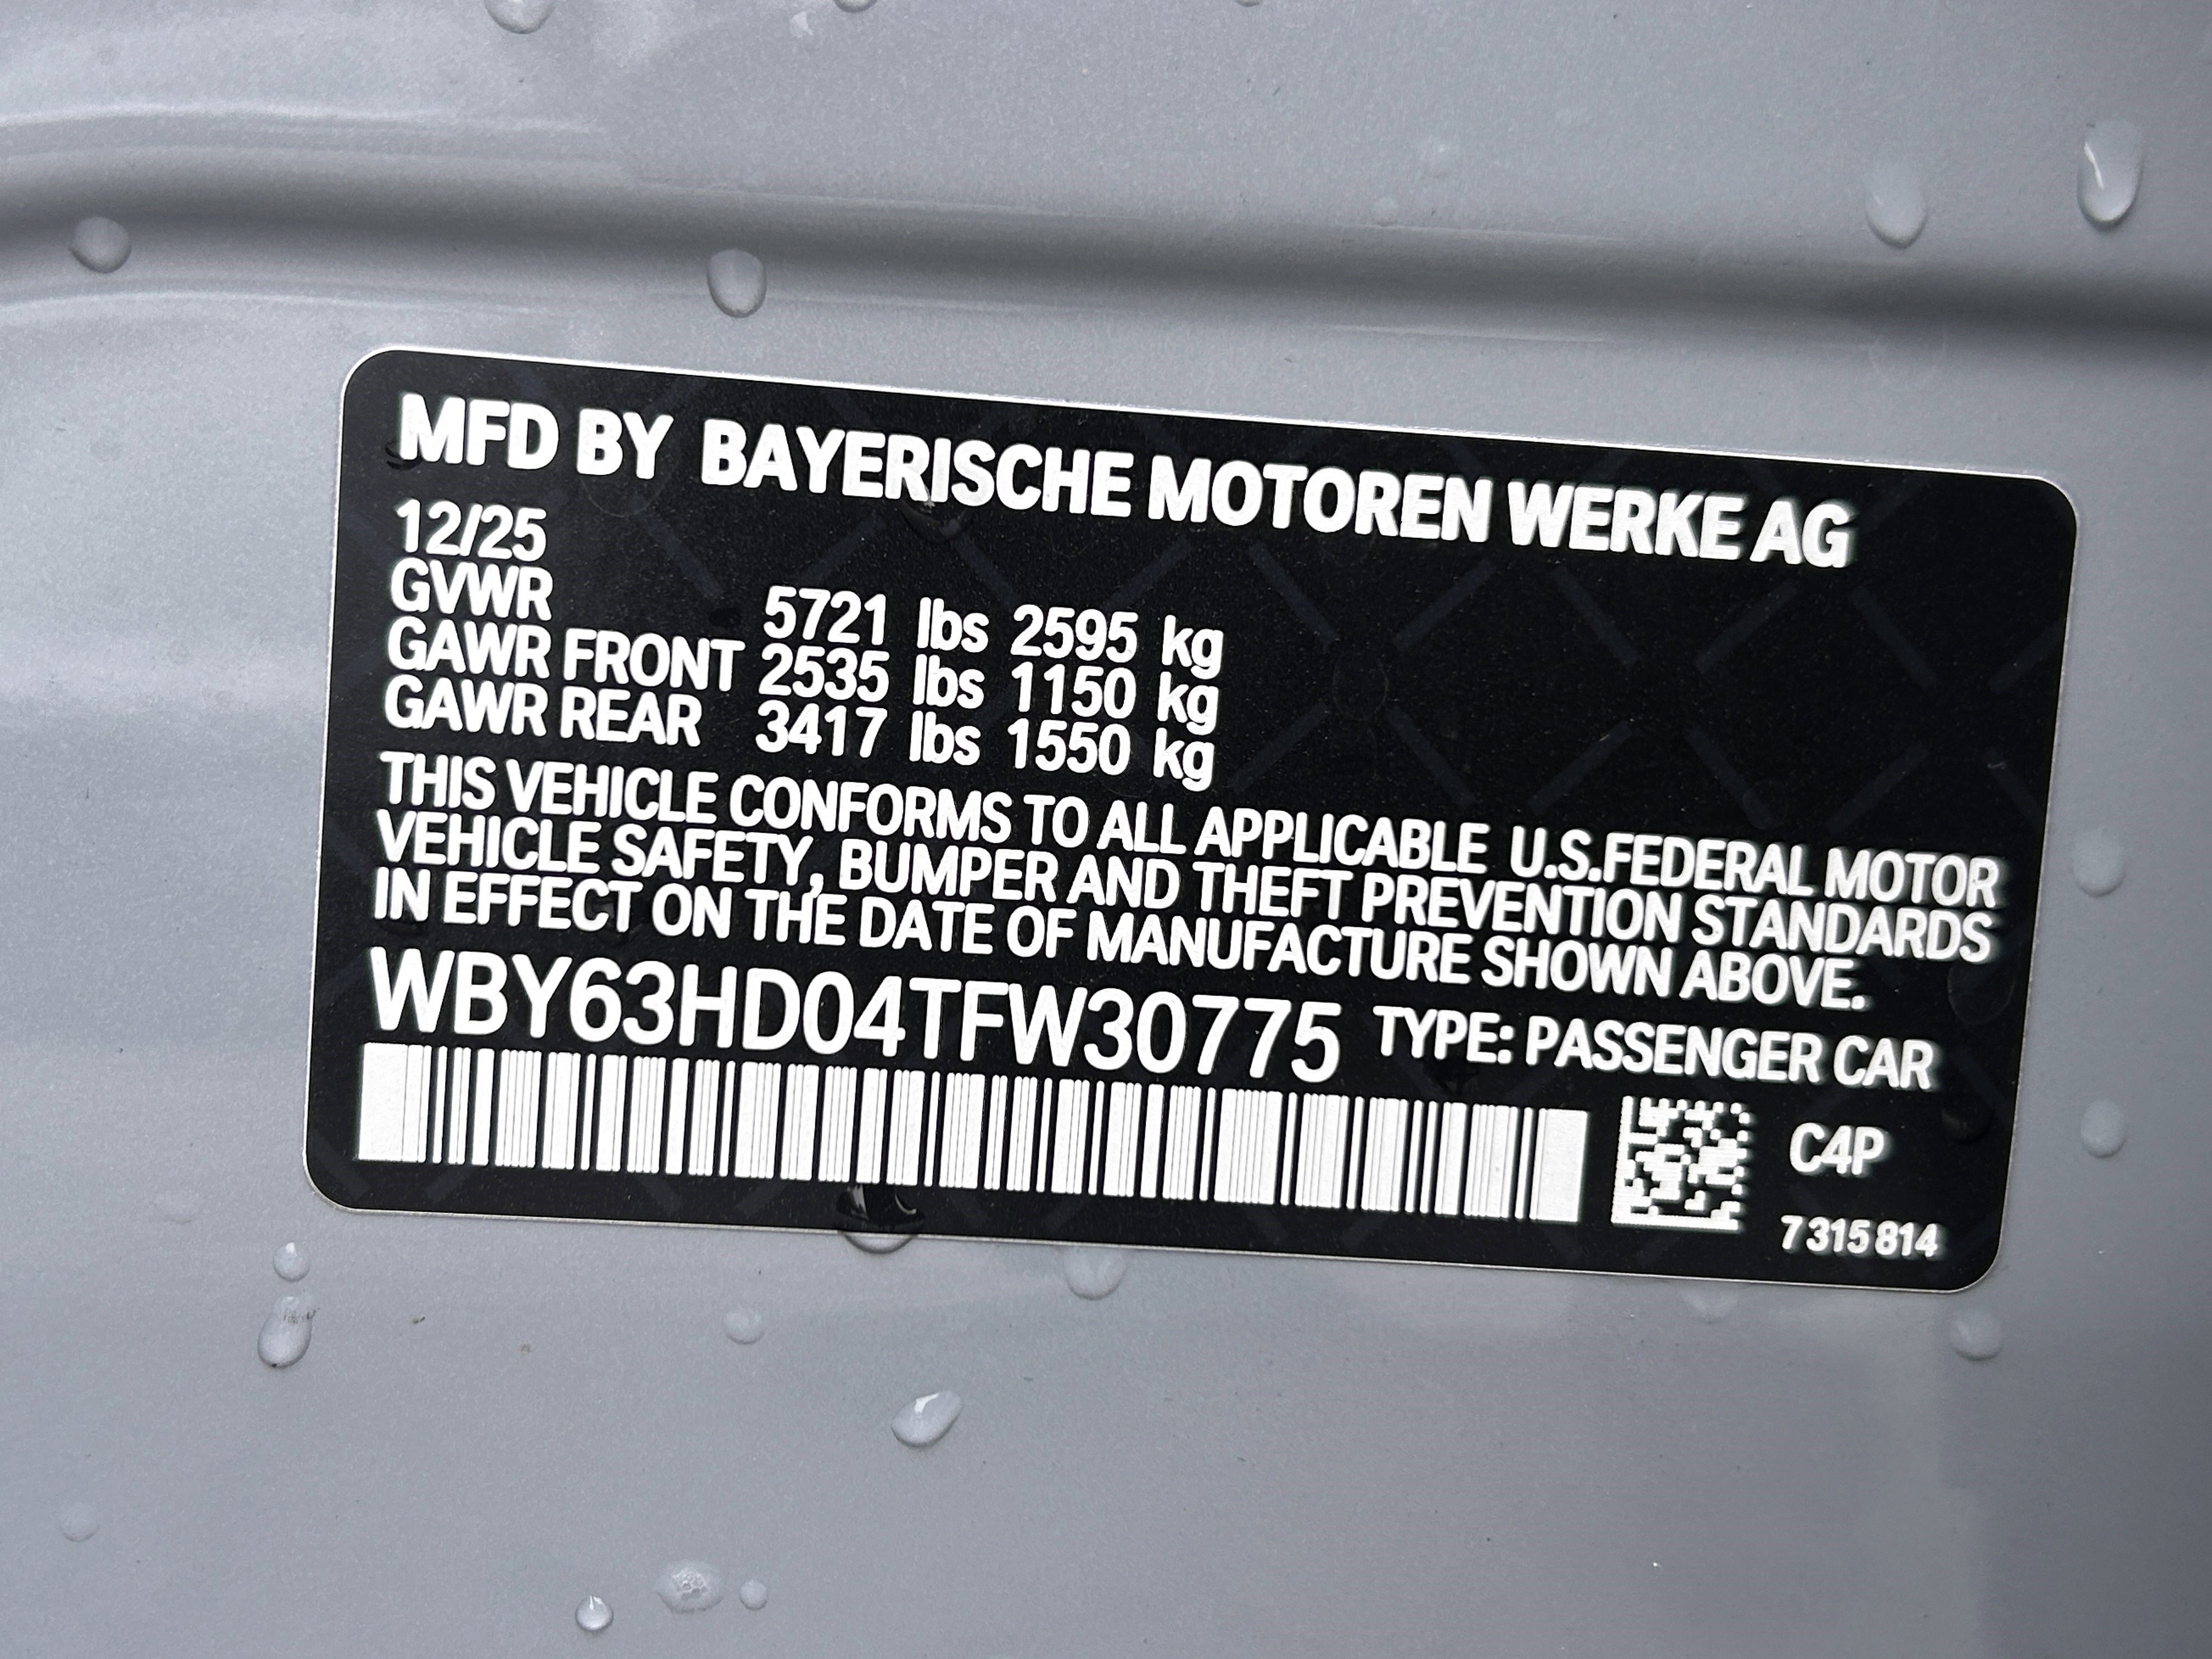 MFD BY BAYERISCHE MOTOREN WERKE AG
12/25
GVWR 5721 lbs 2595 kg
GAWR FRONT 2535 lbs 1150 kg
GAWR REAR 3417 lbs 1550 kg
THIS VEHICLE CONFORMS TO ALL APPLICABLE U.S.FEDERAL MOTOR
VEHICLE SAFETY, BUMPER AND THEFT PREVENTION STANDARDS
IN EFFECT ON THE DATE OF MANUFACTURE SHOWN ABOVE.
WBY63HD04TFW30775 TYPE: PASSENGER CAR
C4P
7 315 814